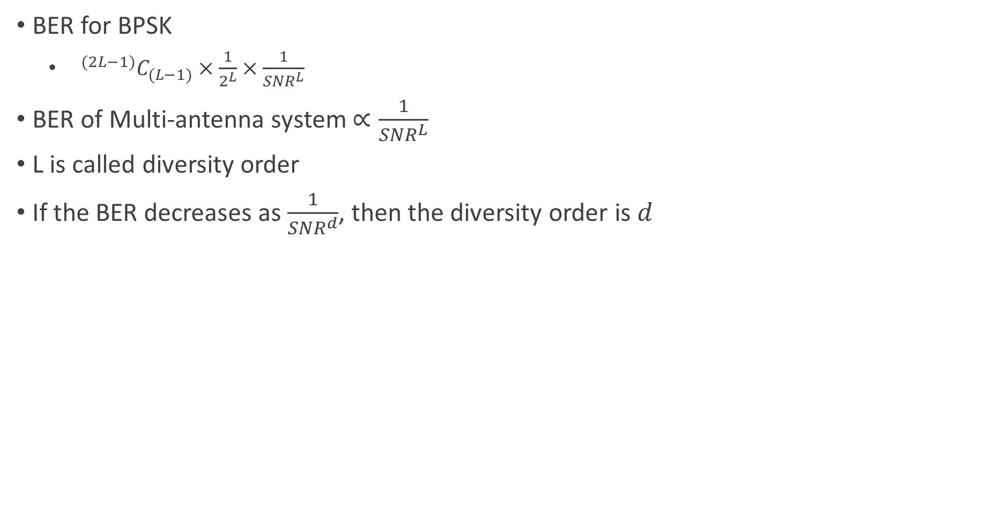 • BER for BPSK
• $^{(2L-1)}C_{(L-1)} \times \frac{1}{2^L} \times \frac{1}{SNR^L}$
• BER of Multi-antenna system $\propto \frac{1}{SNR^L}$
• L is called diversity order
• If the BER decreases as $\frac{1}{SNR^d}$, then the diversity order is $d$